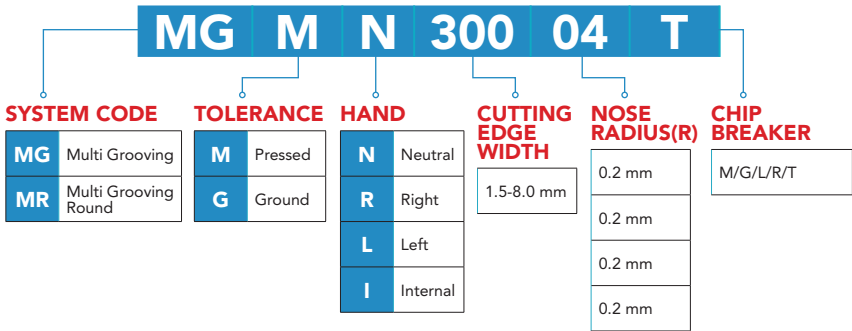 MG M N 300 04 T
SYSTEM CODE
MG Multi Grooving
MR Multi Grooving
Round
TOLERANCE
M Pressed
G Ground
HAND
N Neutral
R Right
L Left
I Internal
CUTTING
EDGE
WIDTH
1.5-8.0 mm
NOSE
RADIUS(R)
0.2 mm
0.2 mm
0.2 mm
0.2 mm
CHIP
BREAKER
M/G/L/R/T